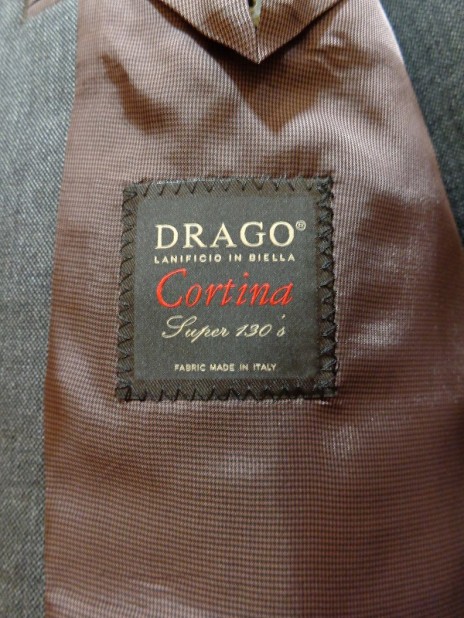 DRAGO®
LANIFICIO IN BIELLA
Cortina
Super 130's
FABRIC MADE IN ITALY